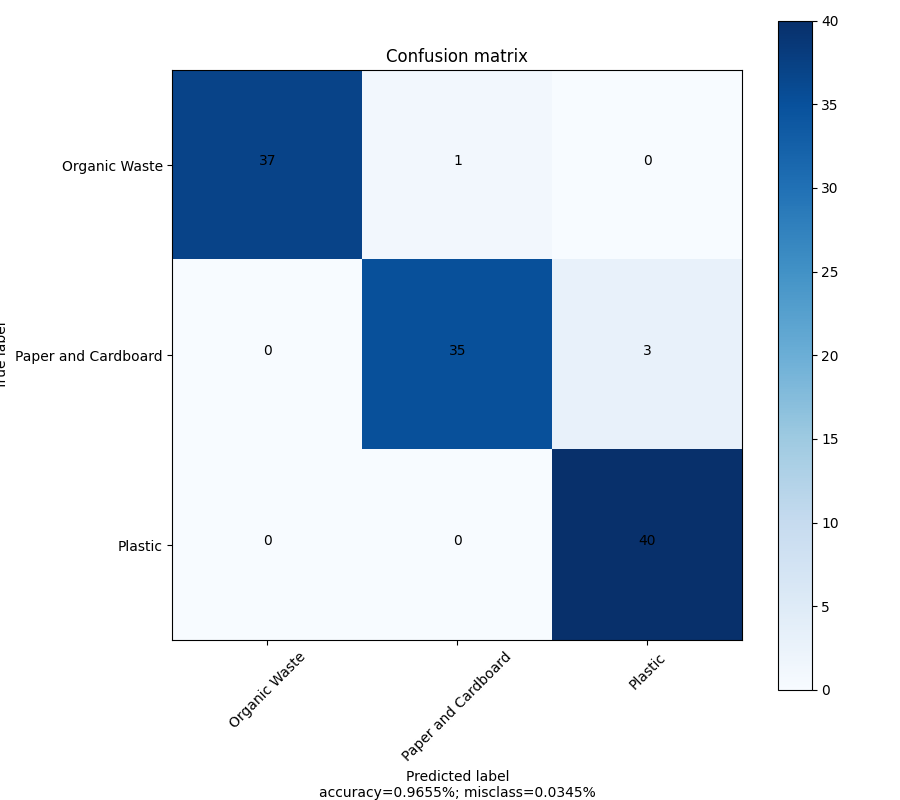 Confusion matrix
40
35
30
25
20
15
10
5
0
Organic Waste
37
1
0
Paper and Cardboard
0
35
3
Plastic
0
0
40
Organic Waste
Paper and Cardboard
Plastic
Predicted label
accuracy=0.9655%; misclass=0.0345%